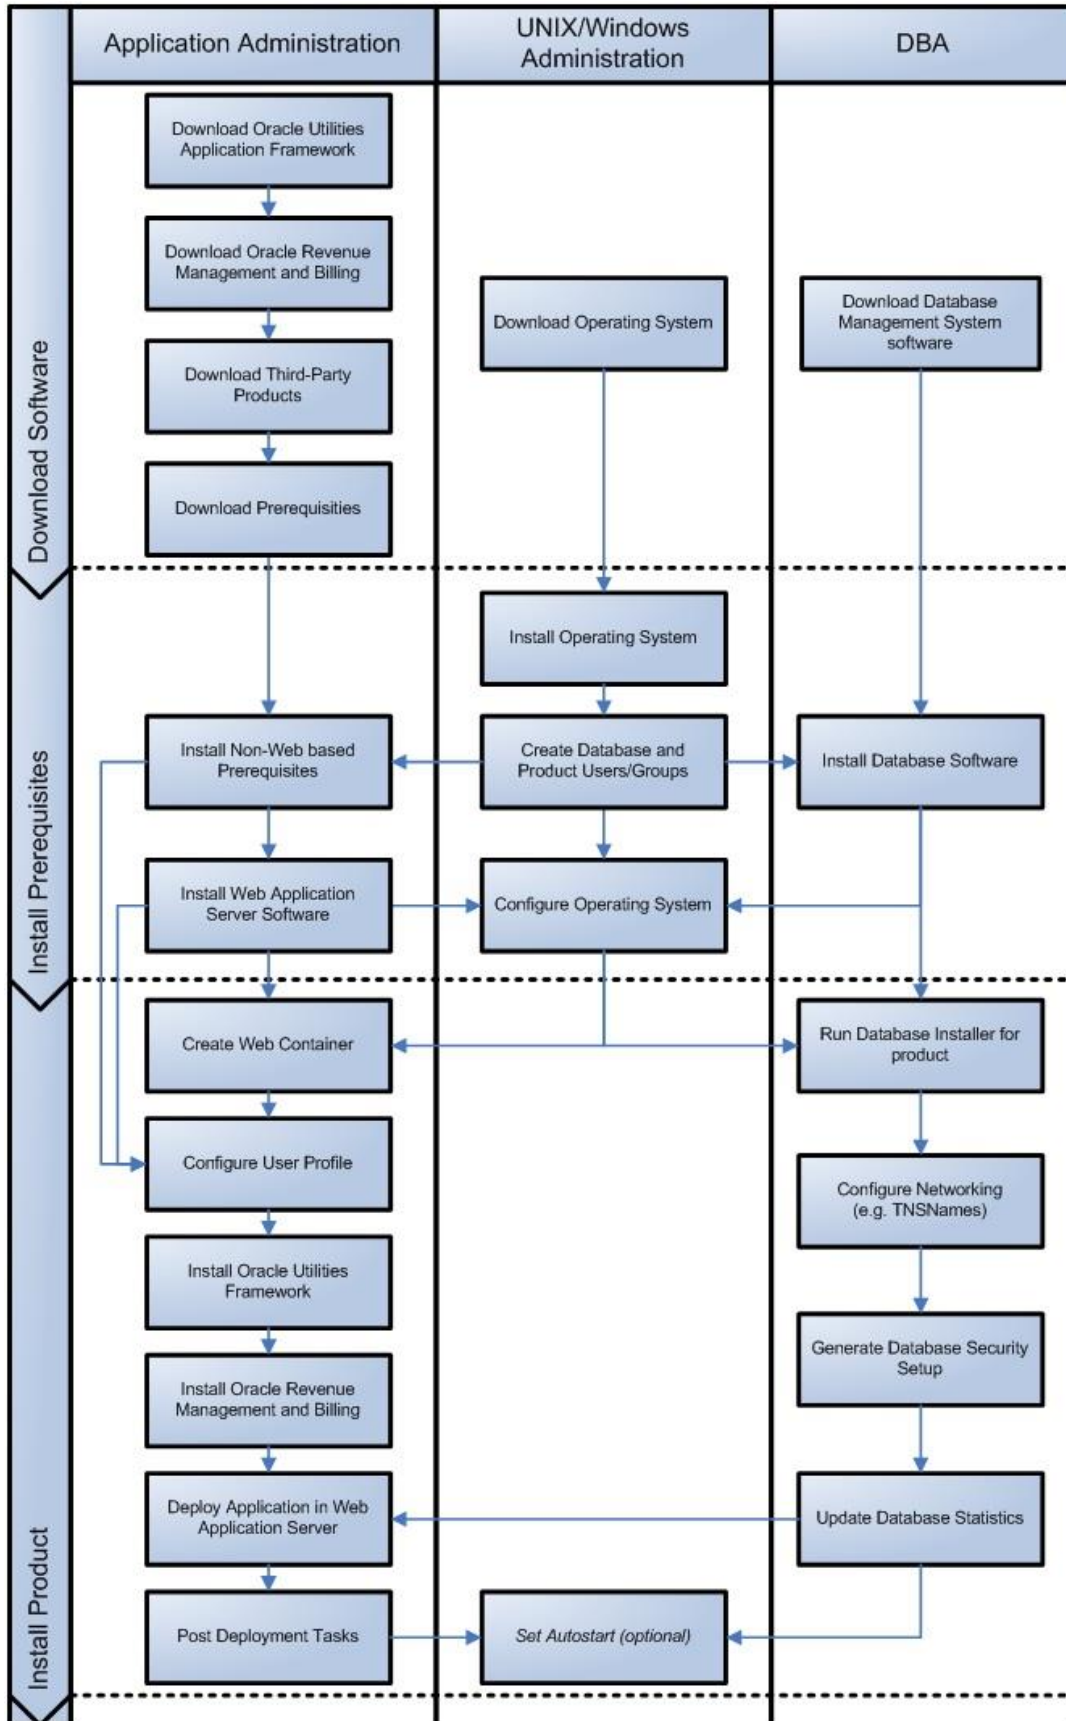 Application Administration
UNIX/Windows
Administration
DBA
Download Software
Download Oracle Utilities
Application Framework
Download Oracle Revenue
Management and Billing
Download Operating System
Download Database
Management System
software
Download Third-Party
Products
Download Prerequisities
Install Prerequisites
Install Operating System
Install Non-Web based
Prerequisites
Create Database and
Product Users/Groups
Install Database Software
Install Web Application
Server Software
Configure Operating System
Install Product
Create Web Container
Run Database Installer for
product
Configure User Profile
Configure Networking
(e.g. TNSNames)
Install Oracle Utilities
Framework
Generate Database Security
Setup
Install Oracle Revenue
Management and Billing
Deploy Application in Web
Application Server
Update Database Statistics
Post Deployment Tasks
Set Autostart (optional)